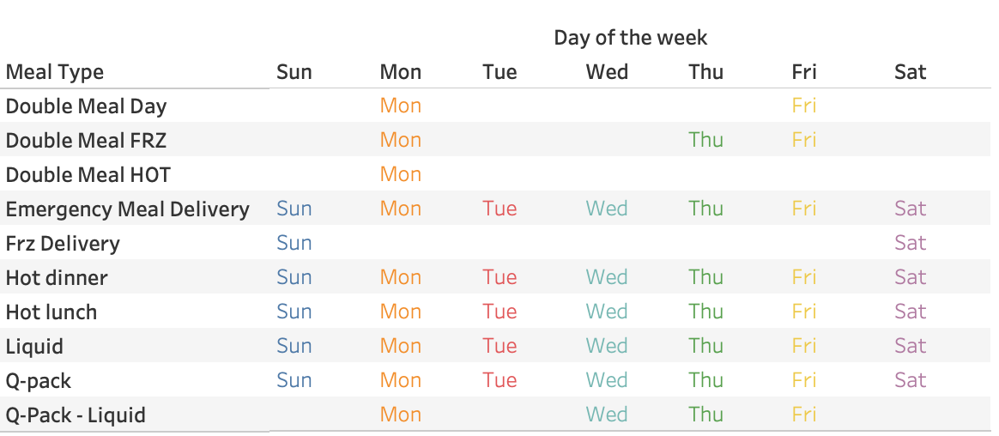 Day of the week
Meal Type Sun Mon Tue Wed Thu Fri Sat
Double Meal Day Mon Fri
Double Meal FRZ Mon Thu Fri
Double Meal HOT Mon
Emergency Meal Delivery Sun Mon Tue Wed Thu Fri Sat
Frz Delivery Sun Sat
Hot dinner Sun Mon Tue Wed Thu Fri Sat
Hot lunch Sun Mon Tue Wed Thu Fri Sat
Liquid Sun Mon Tue Wed Thu Fri Sat
Q-pack Sun Mon Tue Wed Thu Fri Sat
Q-Pack - Liquid Mon Wed Thu Fri